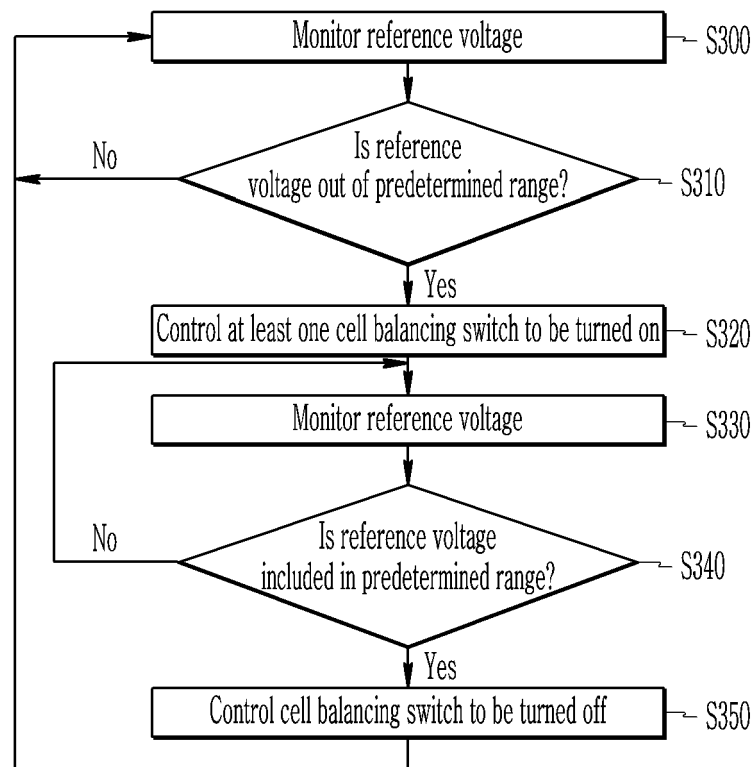 Monitor reference voltage
S300
No
Is reference
voltage out of predetermined range?
S310
Yes
Control at least one cell balancing switch to be turned on
S320
Monitor reference voltage
S330
No
Is reference voltage
included in predetermined range?
S340
Yes
Control cell balancing switch to be turned off
S350